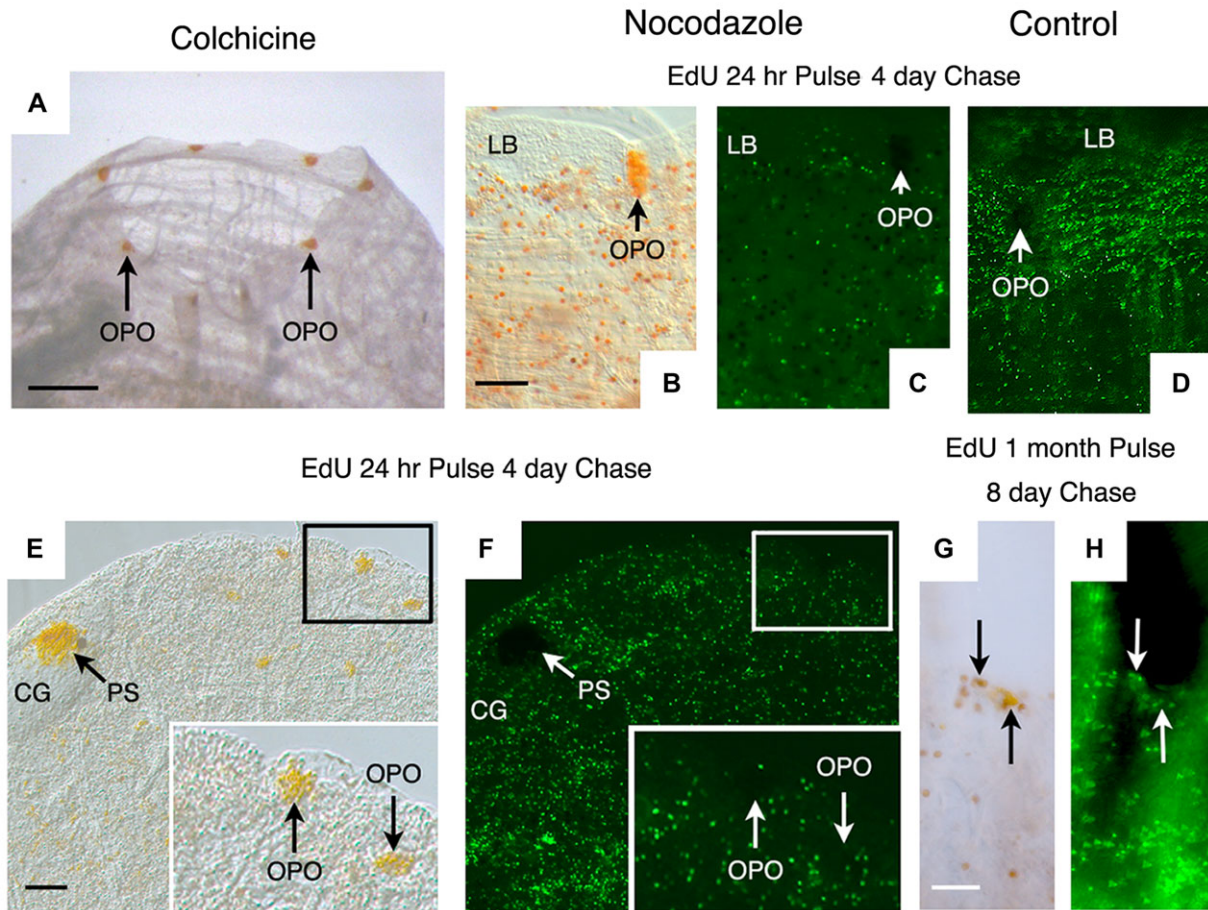 Colchicine
Nocodazole
Control
EdU 24 hr Pulse 4 day Chase
A
OPO
OPO
LB
OPO
B
LB
OPO
C
LB
OPO
D
EdU 24 hr Pulse 4 day Chase
EdU 1 month Pulse
8 day Chase
E
CG
PS
OPO
OPO
F
CG
PS
OPO
OPO
G
H